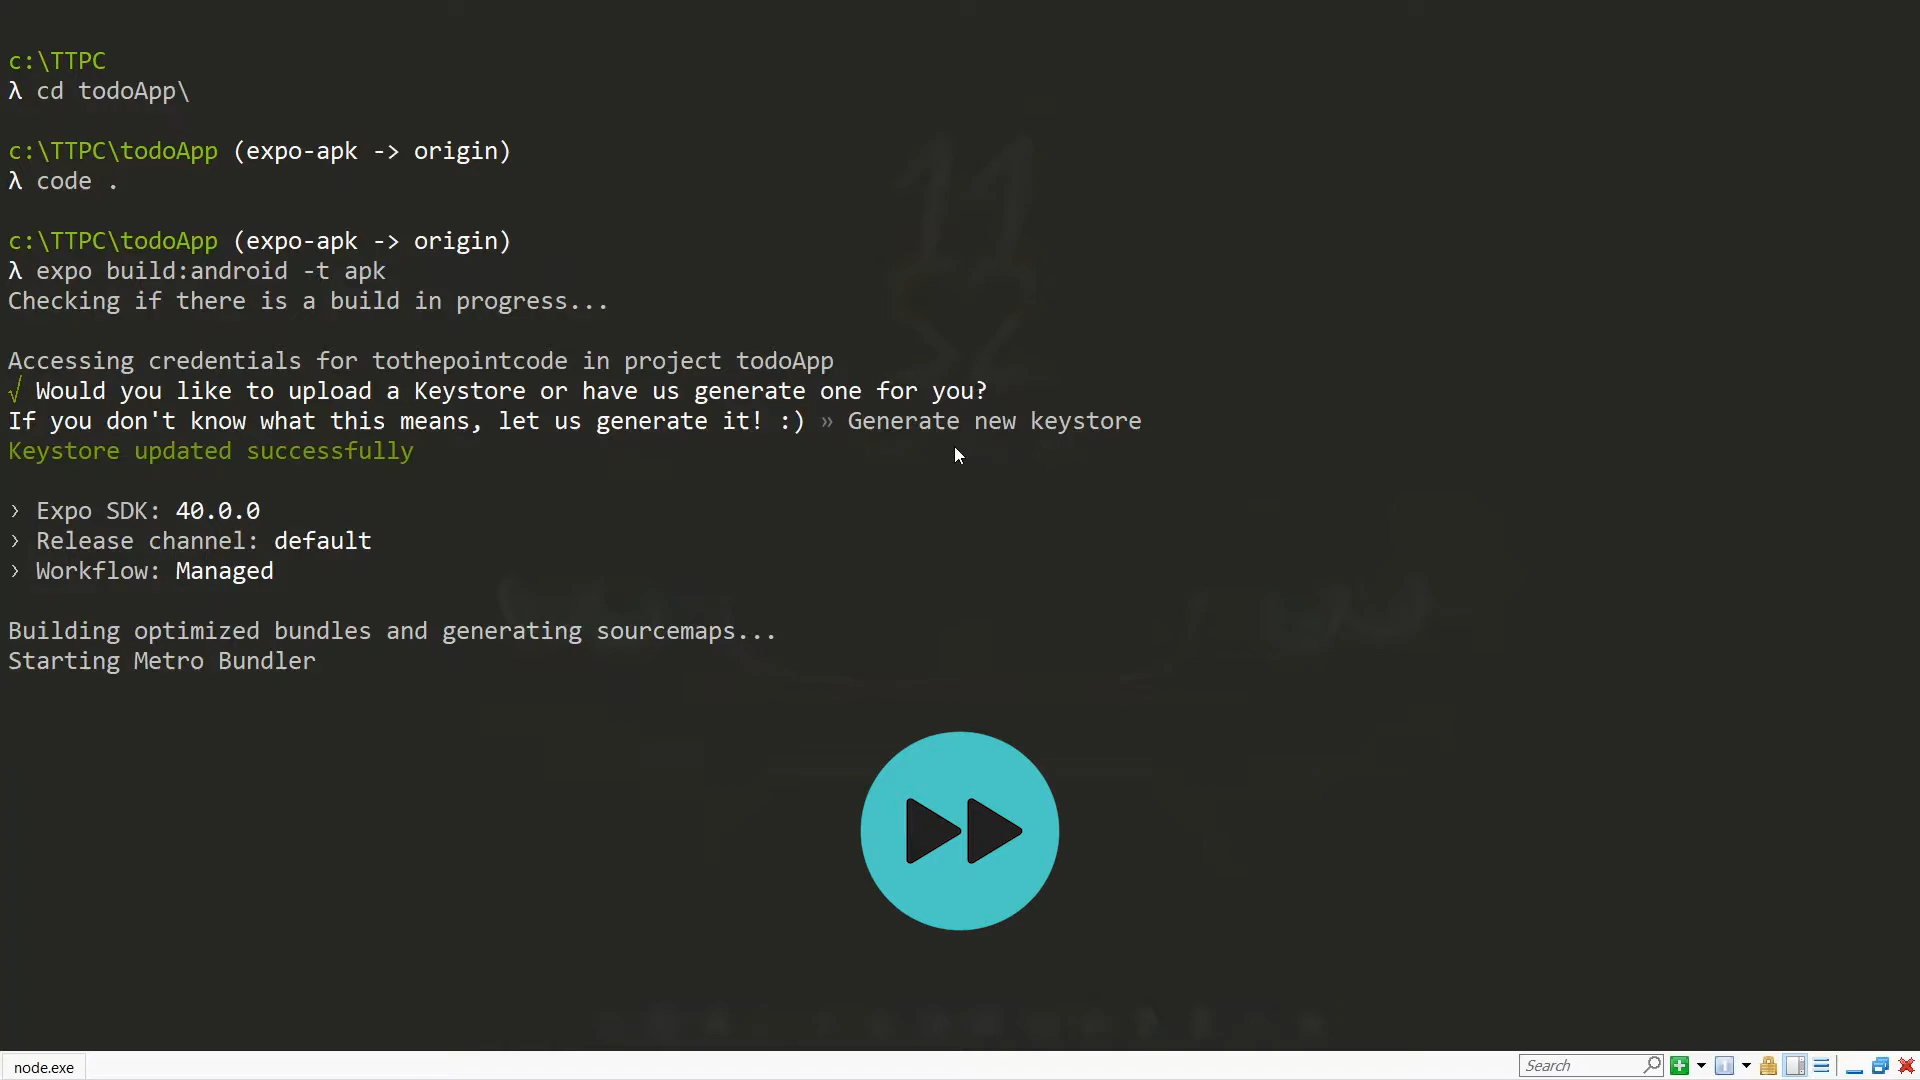 c:\TTPC
λ cd todoApp\
c:\TTPC\todoApp (expo-apk -> origin)
λ code .
c:\TTPC\todoApp (expo-apk -> origin)
λ expo build:android -t apk
Checking if there is a build in progress...
Accessing credentials for tothepointcode in project todoApp
√ Would you like to upload a Keystore or have us generate one for you?
If you don't know what this means, let us generate it! :) » Generate new keystore
Keystore updated successfully
› Expo SDK: 40.0.0
› Release channel: default
› Workflow: Managed
Building optimized bundles and generating sourcemaps...
Starting Metro Bundler
node.exe
Search